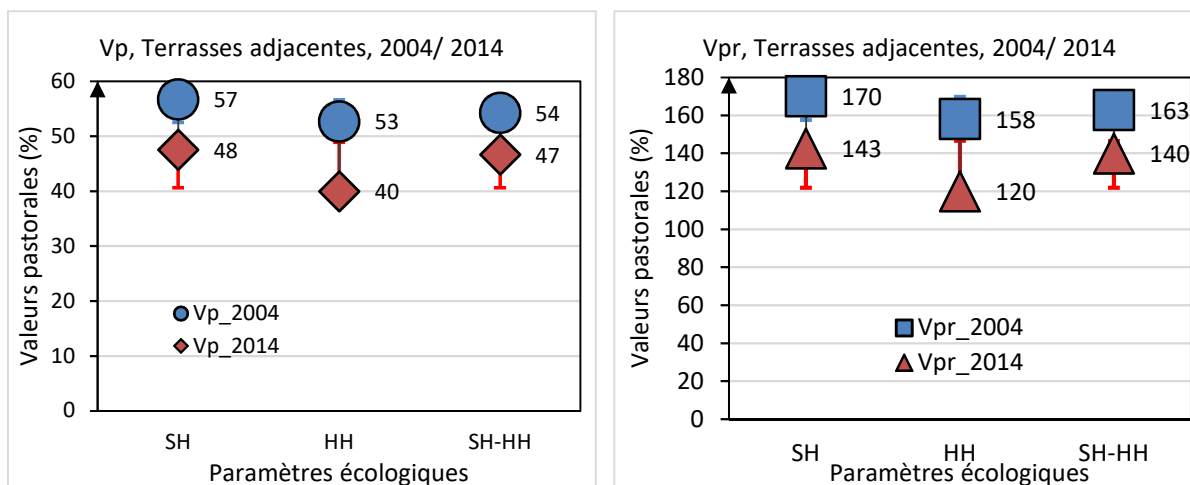 Vp, Terrasses adjacentes, 2004/ 2014
Valeurs pastorales (%)
60
50
40
30
20
10
0
57
53
54
48
40
47
Vp_2004
Vp_2014
SH
HH
SH-HH
Paramètres écologiques
Vpr, Terrasses adjacentes, 2004/ 2014
Valeurs pastorales (%)
180
160
140
120
100
80
60
40
20
0
170
158
163
143
120
140
Vpr_2004
Vpr_2014
SH
HH
SH-HH
Paramètres écologiques